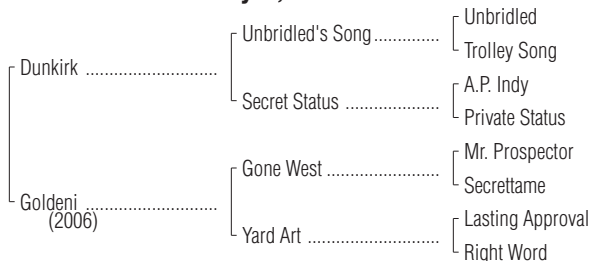 Unbridled
Unbridled's Song..............
Trolley Song
Dunkirk ............................
A.P. Indy
Secret Status ....................
Private Status
Mr. Prospector
Gone West ........................
Secrettame
Goldeni ............................
(2006)
Lasting Approval
Yard Art ............................
Right Word